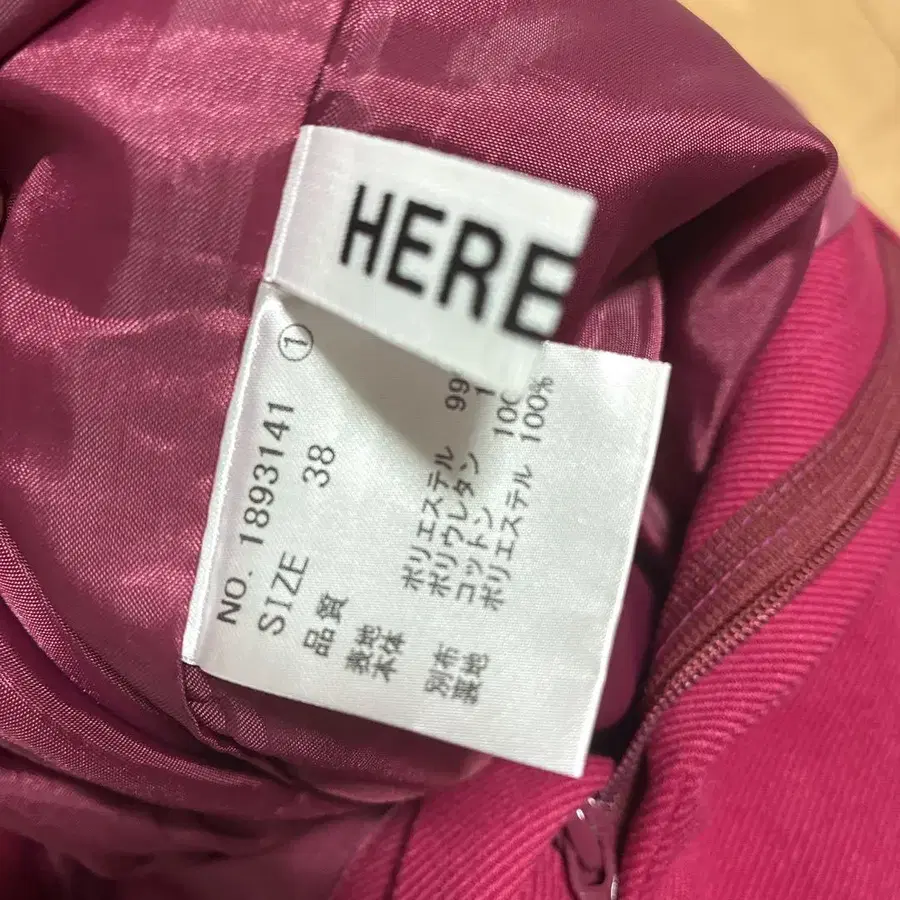 HERE
NO. 1893141 ①
SIZE 38
品質
表地
本体 ポリエステル 99
ポリウレタン 1
別布 コットン 100
裏地 ポリエステル 100%